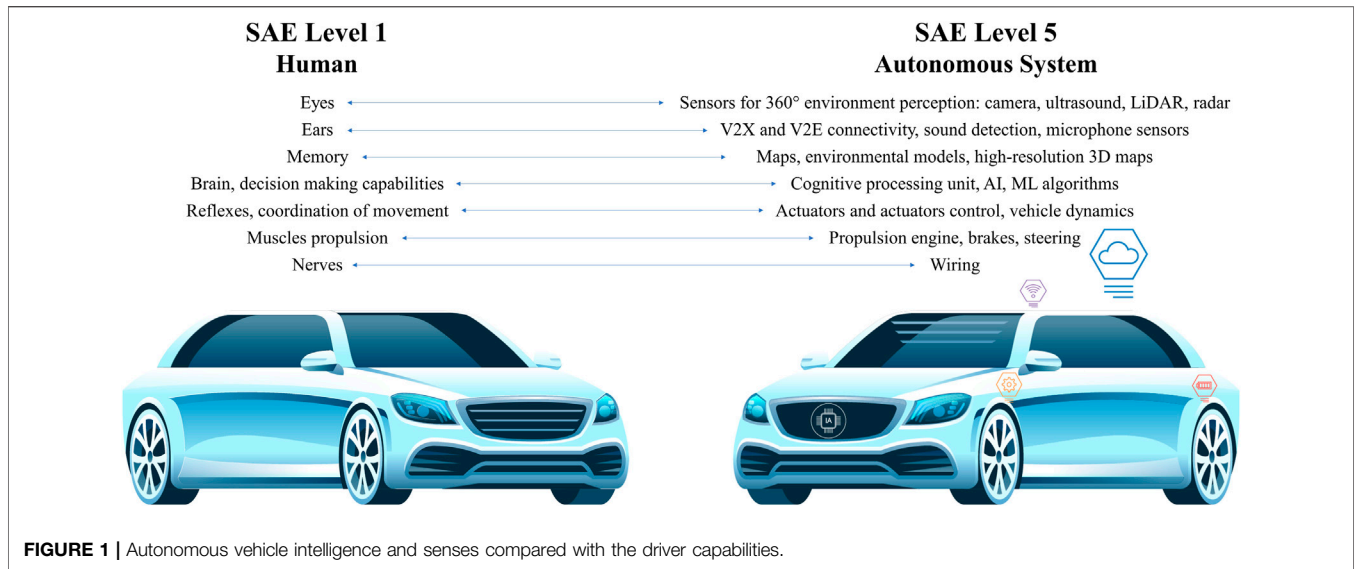 SAE Level 1
Human
SAE Level 5
Autonomous System
Eyes
Sensors for 360° environment perception: camera, ultrasound, LiDAR, radar
Ears
V2X and V2E connectivity, sound detection, microphone sensors
Memory
Maps, environmental models, high-resolution 3D maps
Brain, decision making capabilities
Cognitive processing unit, AI, ML algorithms
Reflexes, coordination of movement
Actuators and actuators control, vehicle dynamics
Muscles propulsion
Propulsion engine, brakes, steering
Nerves
Wiring
IA
FIGURE 1 | Autonomous vehicle intelligence and senses compared with the driver capabilities.